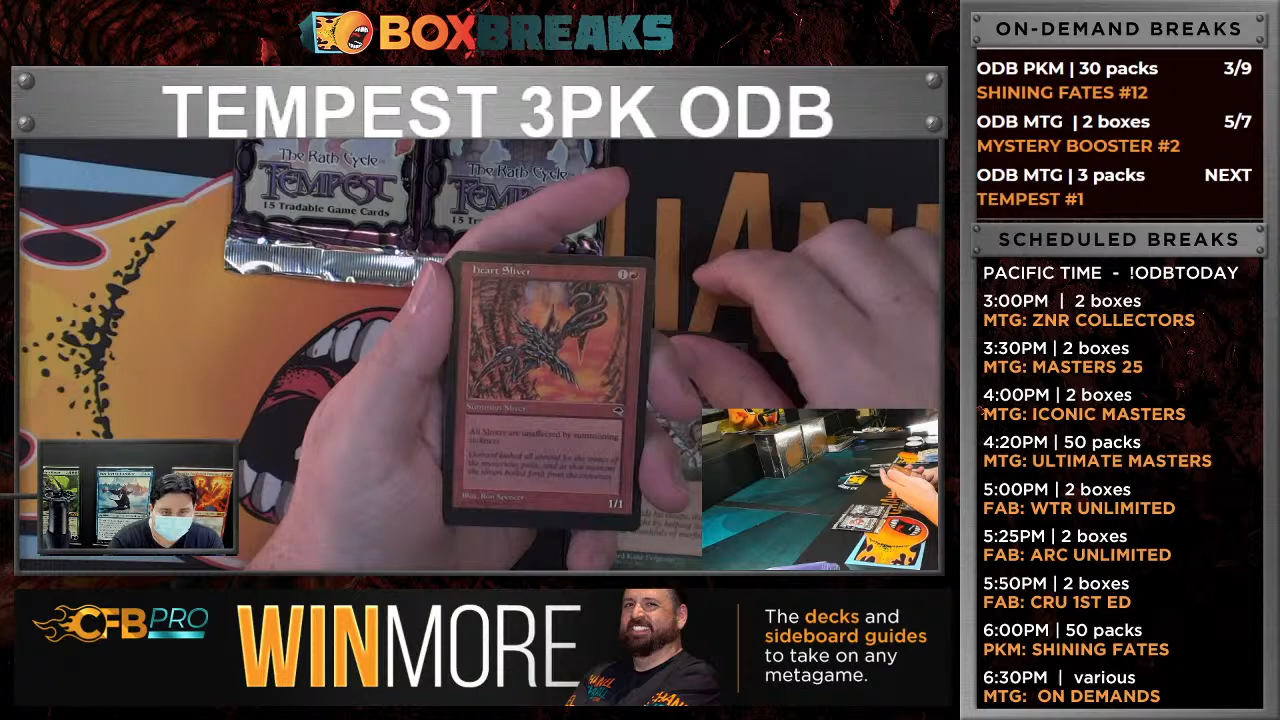 BOXBREAKS
TEMPEST 3PK ODB
The Rath Cycle
TEMPEST
15 Tradable Game Cards
The Rath Cycle
Heart Sliver
1
Summon Sliver
All Slivers are unaffected by summoning
sickness.
Illus. Ron Spencer
1/1
CFB PRO
WINMORE
The decks and
sideboard guides
to take on any
metagame.
ON-DEMAND BREAKS
ODB PKM | 30 packs 3/9
SHINING FATES #12
ODB MTG | 2 boxes 5/7
MYSTERY BOOSTER #2
ODB MTG | 3 packs NEXT
TEMPEST #1
SCHEDULED BREAKS
PACIFIC TIME - !ODBTODAY
3:00PM | 2 boxes
MTG: ZNR COLLECTORS
3:30PM | 2 boxes
MTG: MASTERS 25
4:00PM | 2 boxes
MTG: ICONIC MASTERS
4:20PM | 50 packs
MTG: ULTIMATE MASTERS
5:00PM | 2 boxes
FAB: WTR UNLIMITED
5:25PM | 2 boxes
FAB: ARC UNLIMITED
5:50PM | 2 boxes
FAB: CRU 1ST ED
6:00PM | 50 packs
PKM: SHINING FATES
6:30PM | various
MTG: ON DEMANDS